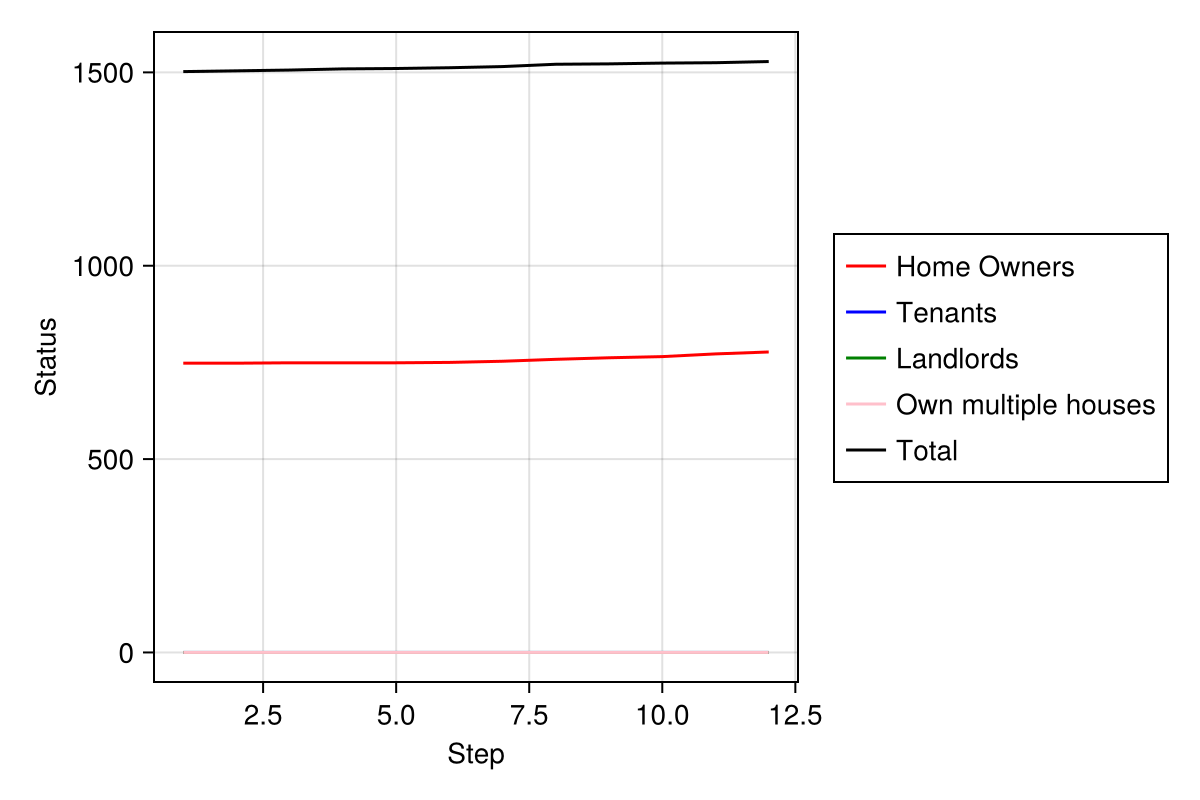 1500
1000
500
0
Status
2.5 5.0 7.5 10.0 12.5
Step
Home Owners
Tenants
Landlords
Own multiple houses
Total